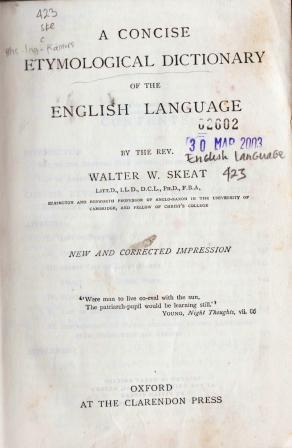 423
ste
c
A CONCISE
ETYMOLOGICAL DICTIONARY
OF THE
ENGLISH LANGUAGE
02602
30 MAR 2003
English Language
BY THE REV.
WALTER W. SKEAT
423
LITT.D., LL.D., D.C.L., PH.D., F.B.A,
ELRINGTON AND BOSWORTH PROFESSOR OF ANGLO-SAXON IN THE UNIVERSITY OF
CAMBRIDGE, AND FELLOW OF CHRIST'S COLLEGE
NEW AND CORRECTED IMPRESSION
'Were man to live co-eval with the sun,
The patriarch-pupil would be learning still.'
YOUNG, Night Thoughts, vii. 86
OXFORD
AT THE CLARENDON PRESS